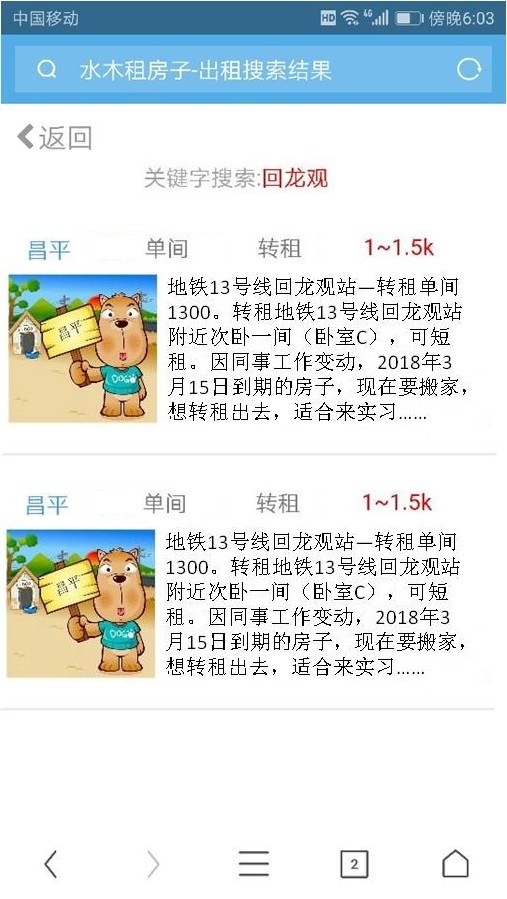 中国移动 HD 4G 傍晚6:03
水木租房子-出租搜索结果
返回
关键字搜索:回龙观
昌平 单间 转租 1~1.5k
昌平
DOG
地铁13号线回龙观站—转租单间
1300。转租地铁13号线回龙观站
附近次卧一间（卧室C），可短
租。因同事工作变动，2018年3
月15日到期的房子，现在要搬家，
想转租出去，适合来实习……
昌平 单间 转租 1~1.5k
昌平
DOG
地铁13号线回龙观站—转租单间
1300。转租地铁13号线回龙观站
附近次卧一间（卧室C），可短
租。因同事工作变动，2018年3
月15日到期的房子，现在要搬家，
想转租出去，适合来实习……
2